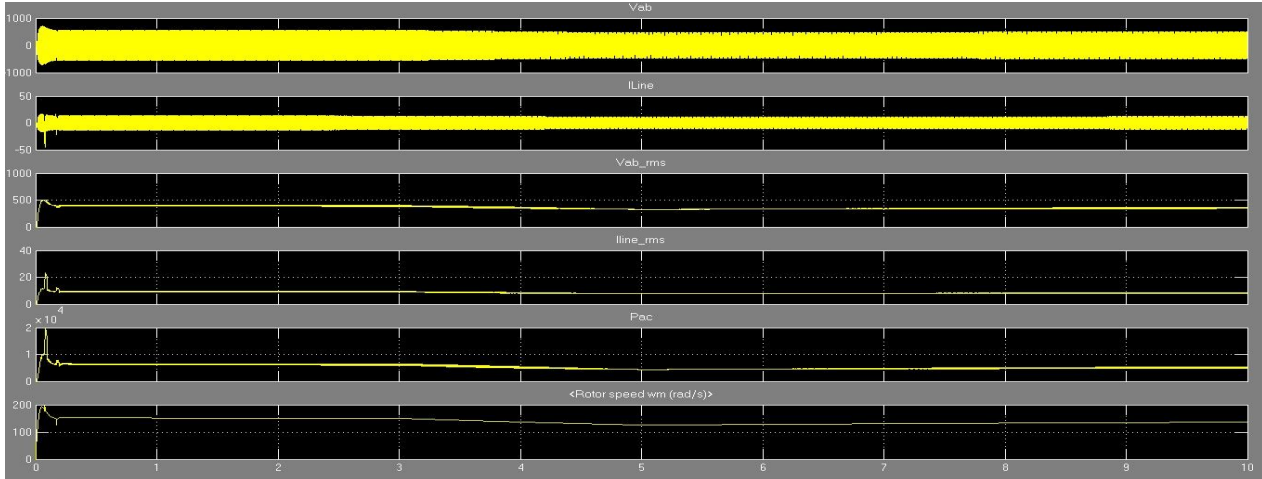 Vab
1000
0
-1000
ILine
50
0
-50
Vab_rms
1000
500
0
Iline_rms
40
20
0
× 10 4
Pac
2
1
0
<Rotor speed wm (rad/s)>
200
100
0
0 1 2 3 4 5 6 7 8 9 10